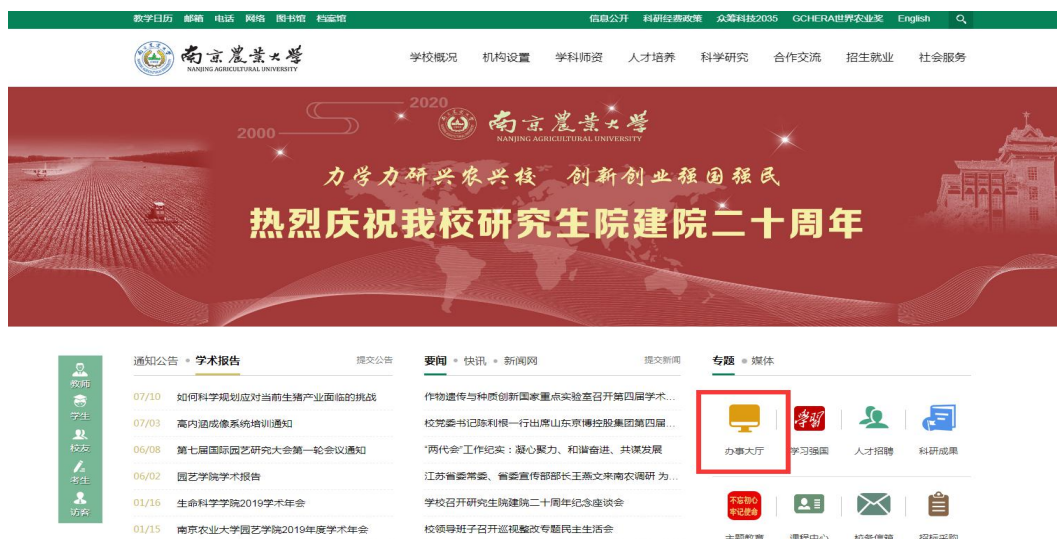 教学日历 邮箱 电话 网络 图书馆 档案馆 信息公开 科研经费政策 众筹科技2035 GCHERA世界农业奖 English
南京農業大學
NANJING AGRICULTURAL UNIVERSITY
学校概况 机构设置 学科师资 人才培养 科学研究 合作交流 招生就业 社会服务
2000 2020
南京農業大學
NANJING AGRICULTURAL UNIVERSITY
力学力研兴农兴校 创新创业强国强民
热烈庆祝我校研究生院建院二十周年
教师
学生
校友
考生
访客
通知公告 学术报告 提交公告
07/10 如何科学规划应对当前生猪产业面临的挑战
07/03 高内涵成像系统培训通知
06/08 第七届国际园艺研究大会第一轮会议通知
06/02 园艺学院学术报告
01/16 生命科学学院2019学术年会
01/15 南京农业大学园艺学院2019年度学术年会
要闻 快讯 新闻网 提交新闻
作物遗传与种质创新国家重点实验室召开第四届学术...
校党委书记陈利根一行出席山东京博控股集团第四届...
“两代会”工作纪实：凝心聚力、和谐奋进、共谋发展
江苏省委常委、省委宣传部部长王燕文来南农调研 为...
学校召开研究生院建院二十周年纪念座谈会
校领导班子召开巡视整改专题民主生活会
专题 媒体
学习
办事大厅 学习强国 人才招聘 科研成果
不忘初心
牢记使命
主题教育 课程中心 校务信箱 招标采购